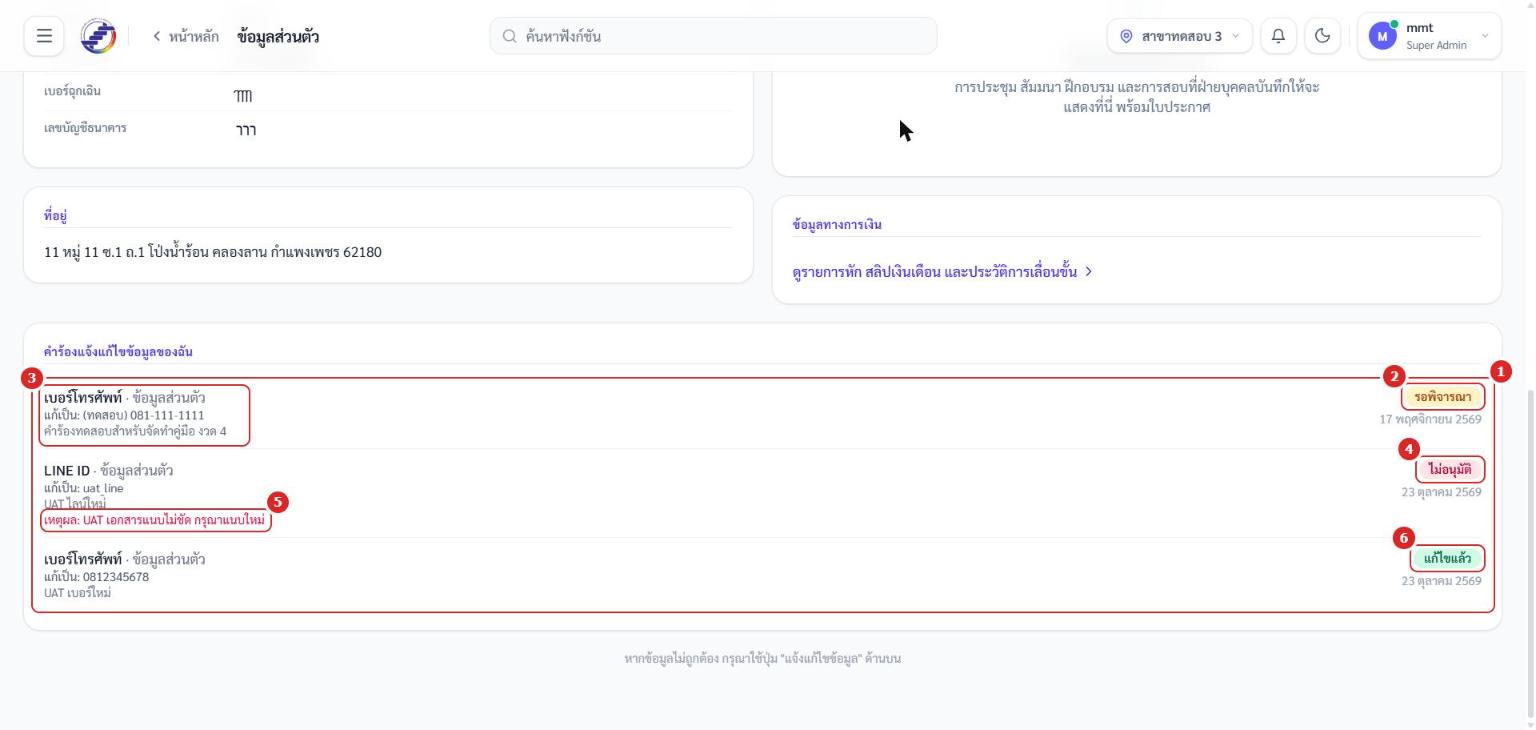 หน้าหลัก ข้อมูลส่วนตัว
ค้นหาฟังก์ชัน
สาขาทดสอบ 3
M
mmt
Super Admin
เบอร์ฉุกเฉิน
เลขบัญชีธนาคาร
ววว
การประชุม สัมมนา ฝึกอบรม และการสอบที่ฝ่ายบุคคลบันทึกให้จะ
แสดงที่นี่ พร้อมใบประกาศ
ที่อยู่
11 หมู่ 11 ซ.1 ถ.1 โป่งน้ำร้อน คลองลาน กำแพงเพชร 62180
ข้อมูลทางการเงิน
ดูรายการหัก สลิปเงินเดือน และประวัติการเลื่อนขั้น
คำร้องแจ้งแก้ไขข้อมูลของฉัน
3
2
1
เบอร์โทรศัพท์ · ข้อมูลส่วนตัว
แก้เป็น: (ทดสอบ) 081-111-1111
คำร้องทดสอบสำหรับจัดทำคู่มือ งวด 4
รอพิจารณา
17 พฤศจิกายน 2569
LINE ID · ข้อมูลส่วนตัว
แก้เป็น: uat_line
UAT ไลน์ใหม่
เหตุผล: UAT เอกสารแนบไม่ชัด กรุณาแนบใหม่
5
4
ไม่อนุมัติ
23 ตุลาคม 2569
เบอร์โทรศัพท์ · ข้อมูลส่วนตัว
แก้เป็น: 0812345678
UAT เบอร์ใหม่
6
แก้ไขแล้ว
23 ตุลาคม 2569
หากข้อมูลไม่ถูกต้อง กรุณาใช้ปุ่ม "แจ้งแก้ไขข้อมูล" ด้านบน